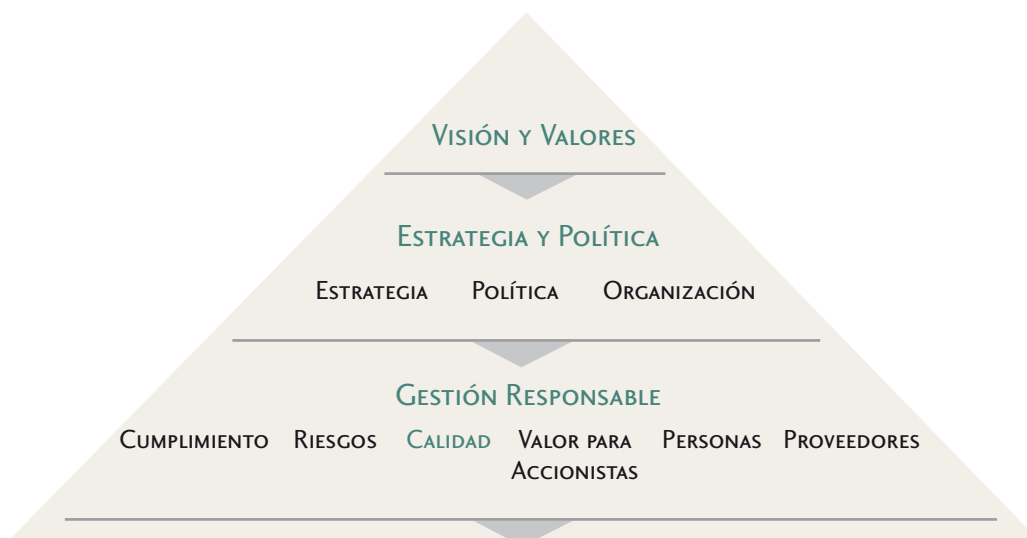 Visión y Valores
Estrategia y Política
Estrategia Política Organización
Gestión Responsable
Cumplimiento Riesgos Calidad Valor para Accionistas Personas Proveedores